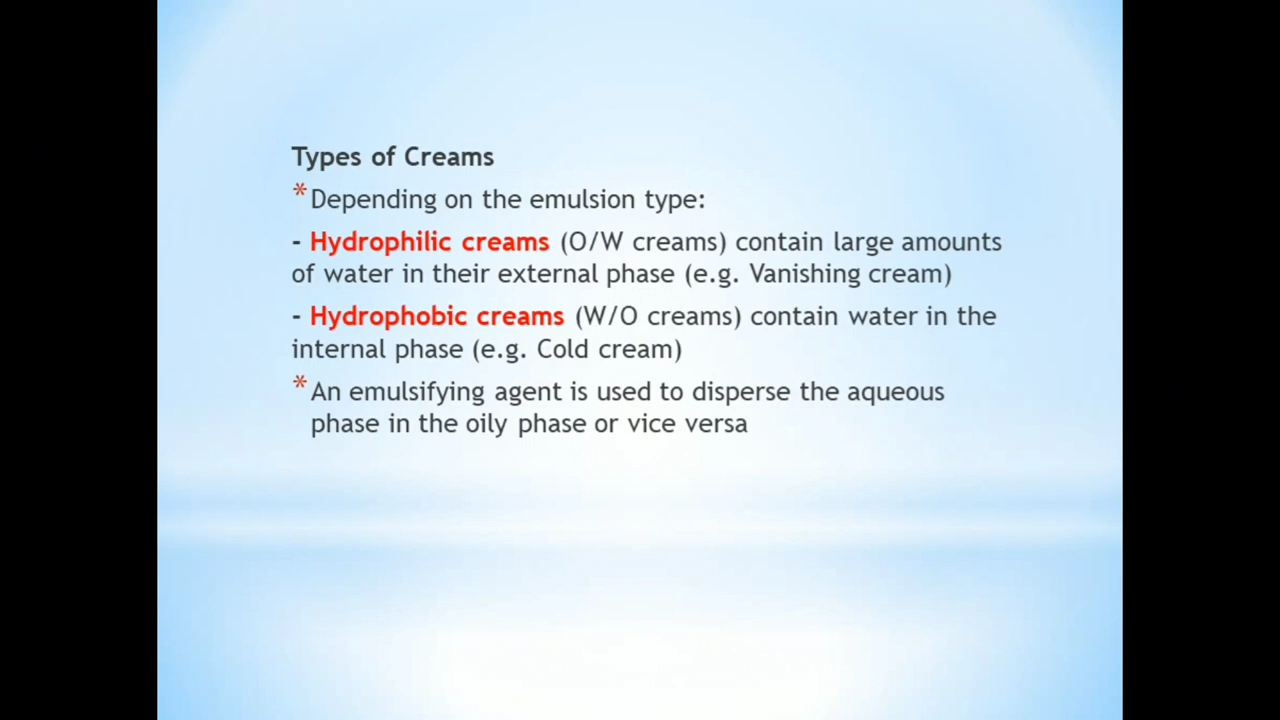 Types of Creams
* Depending on the emulsion type:
- Hydrophilic creams (O/W creams) contain large amounts
of water in their external phase (e.g. Vanishing cream)
- Hydrophobic creams (W/O creams) contain water in the
internal phase (e.g. Cold cream)
* An emulsifying agent is used to disperse the aqueous
phase in the oily phase or vice versa